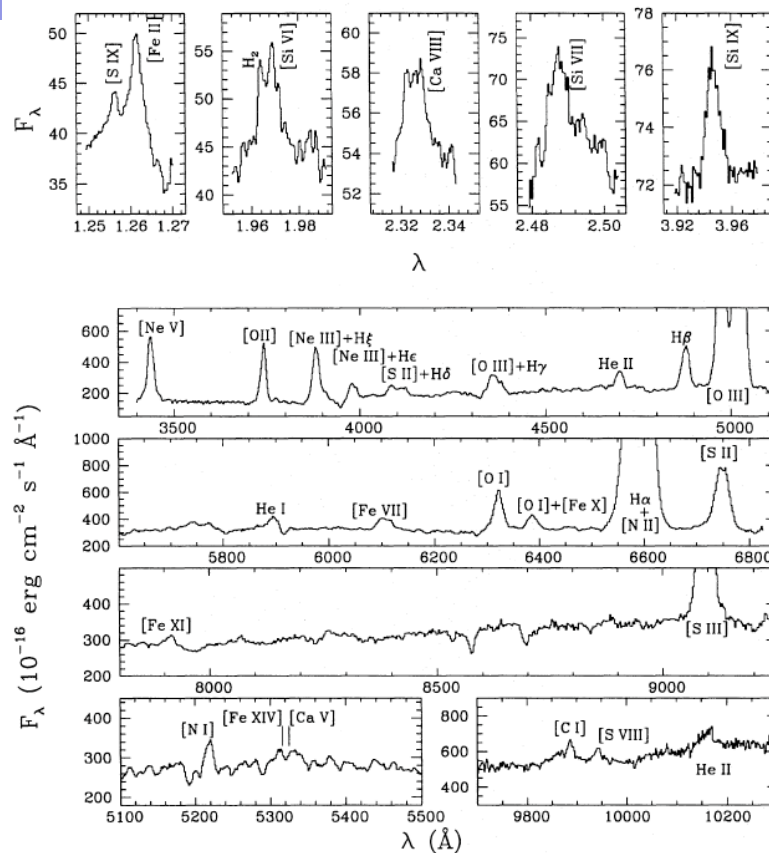 [S IX]
[Fe II]
H₂
[Si VI]
[Ca VIII]
[Si VII]
[Si IX]
50
45
40
35
1.25 1.26 1.27
60
55
50
45
40
1.96 1.98
62
60
58
56
54
52
2.32 2.34
75
70
65
60
55
2.48 2.50
78
76
74
72
3.92 3.96
F_λ
λ
[Ne V]
[OII]
[Ne III]+Hξ
[Ne III]+Hε
[S II]+Hδ
[O III]+Hγ
He II
Hβ
[O III]
600
400
200
3500 4000 4500 5000
He I
[Fe VII]
[O I]
[O I]+[Fe X]
Hα
+
[N II]
[S II]
1000
800
600
400
200
5800 6000 6200 6400 6600 6800
[Fe XI]
[S III]
400
300
200
8000 8500 9000
[N I]
[Fe XIV]
[Ca V]
400
300
200
5100 5200 5300 5400 5500
[C I]
[S VIII]
He II
800
600
400
9800 10000 10200
F_λ (10⁻¹⁶ erg cm⁻² s⁻¹ Å⁻¹)
λ (Å)